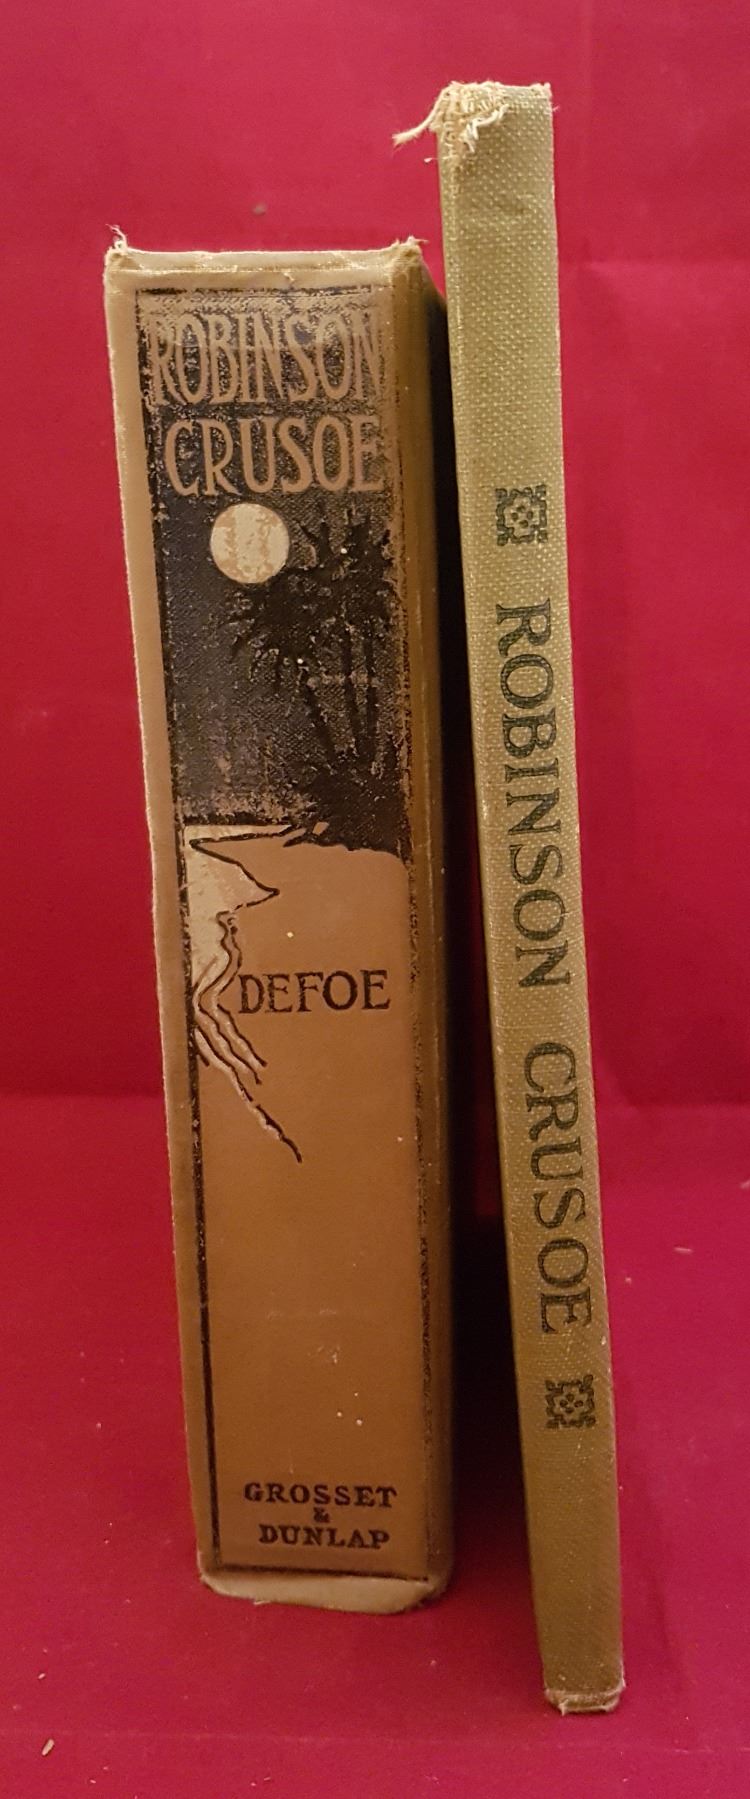 ROBINSON
CRUSOE
DEFOE
GROSSET
&
DUNLAP
ROBINSON CRUSOE